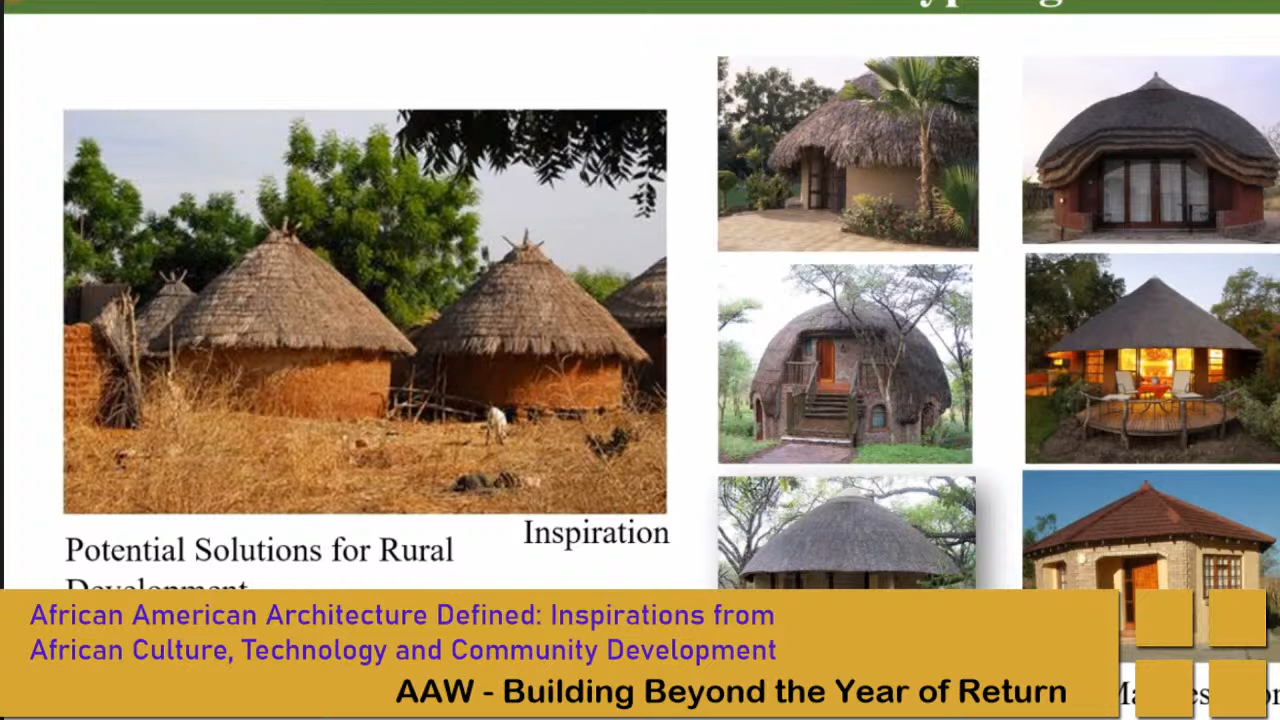 Inspiration
Potential Solutions for Rural
Development
African American Architecture Defined: Inspirations from
African Culture, Technology and Community Development
AAW - Building Beyond the Year of Return